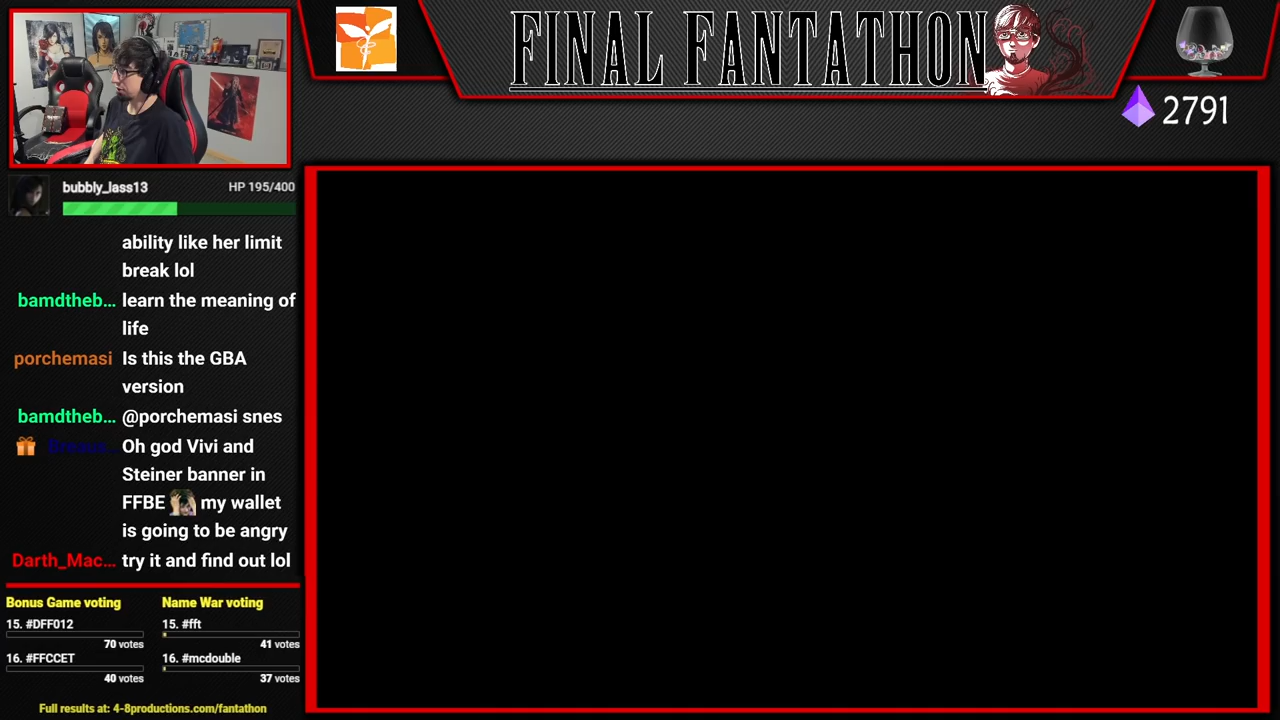 FINAL FANTATHON
2791
bubbly_lass13 HP 195/400
ability like her limit
break lol
bamdtheb... learn the meaning of
life
porchemasi Is this the GBA
version
bamdtheb... @porchemasi snes
Oh god Vivi and
Steiner banner in
FFBE my wallet
is going to be angry
Darth_Mac... try it and find out lol
Bonus Game voting
15. #DFF012
70 votes
16. #FFCCET
40 votes
Name War voting
15. #fft
41 votes
16. #mcdouble
37 votes
Full results at: 4-8productions.com/fantathon